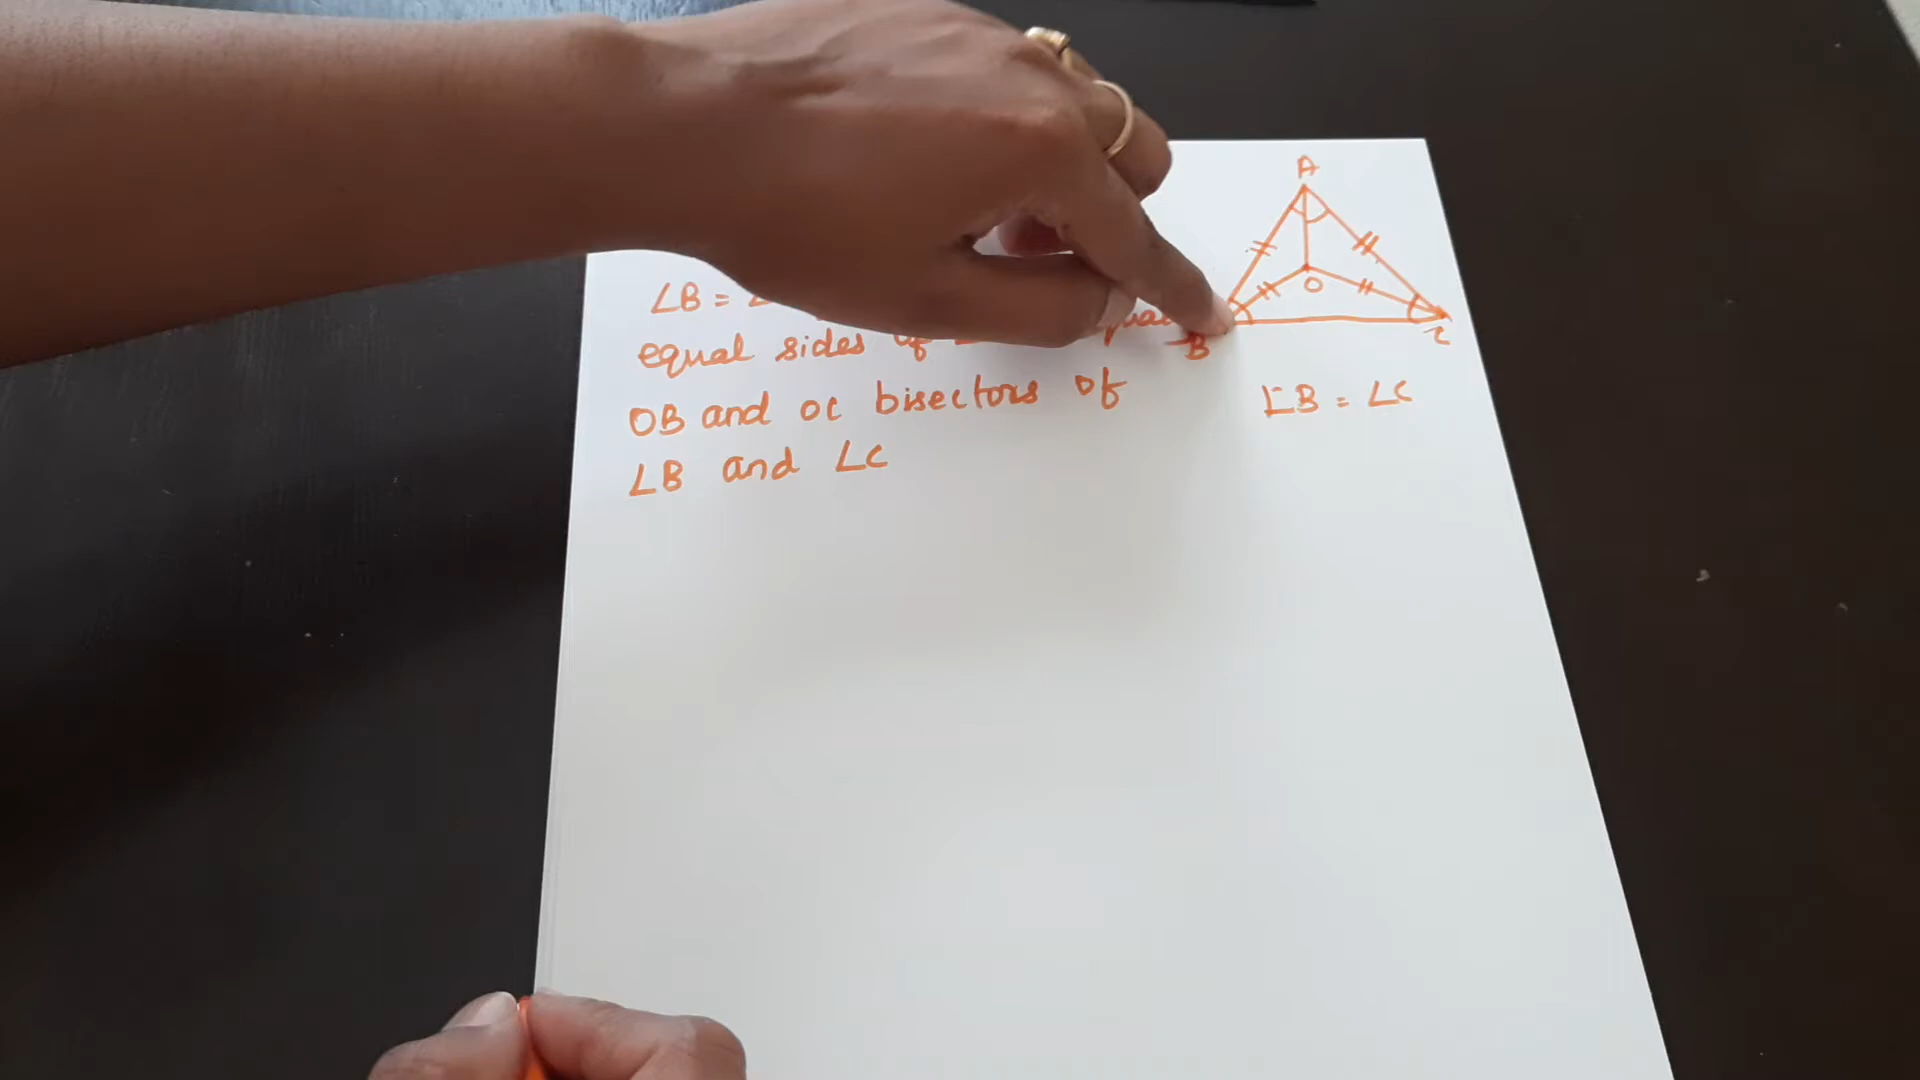 ∠B =
equal sides of
OB and OC bisectors of
∠B and ∠C
A
O
B
C
∠B = ∠C